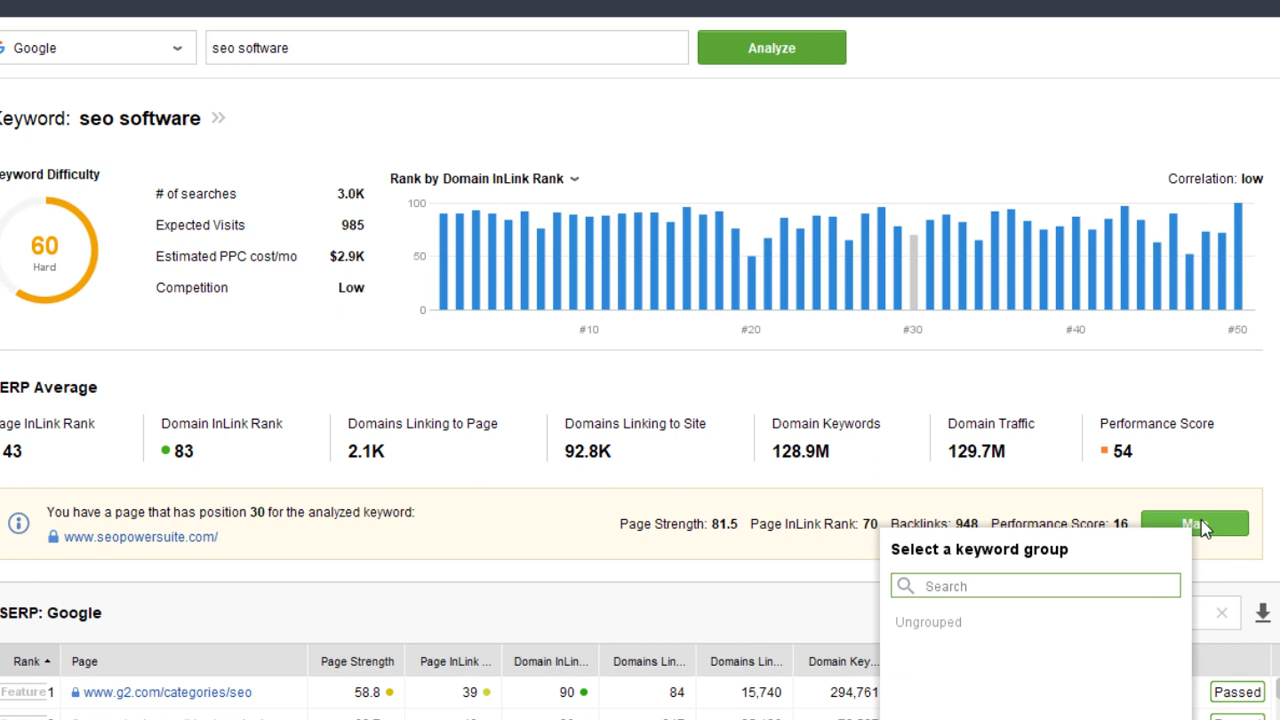 Google
seo software
Analyze
Keyword: seo software
Keyword Difficulty
60
Hard
# of searches 3.0K
Expected Visits 985
Estimated PPC cost/mo $2.9K
Competition Low
Rank by Domain InLink Rank
Correlation: low
100
50
0
#10 #20 #30 #40 #50
SERP Average
Page InLink Rank
43
Domain InLink Rank
83
Domains Linking to Page
2.1K
Domains Linking to Site
92.8K
Domain Keywords
128.9M
Domain Traffic
129.7M
Performance Score
54
You have a page that has position 30 for the analyzed keyword:
www.seopowersuite.com/
Page Strength: 81.5 Page InLink Rank: 70 Backlinks: 948 Performance Score: 16
Select a keyword group
Search
Ungrouped
SERP: Google
Rank Page Page Strength Page InLink ... Domain InLin... Domains Lin... Domains Lin... Domain Key...
Feature 1 www.g2.com/categories/seo 58.8 39 90 84 15,740 294,761 Passed